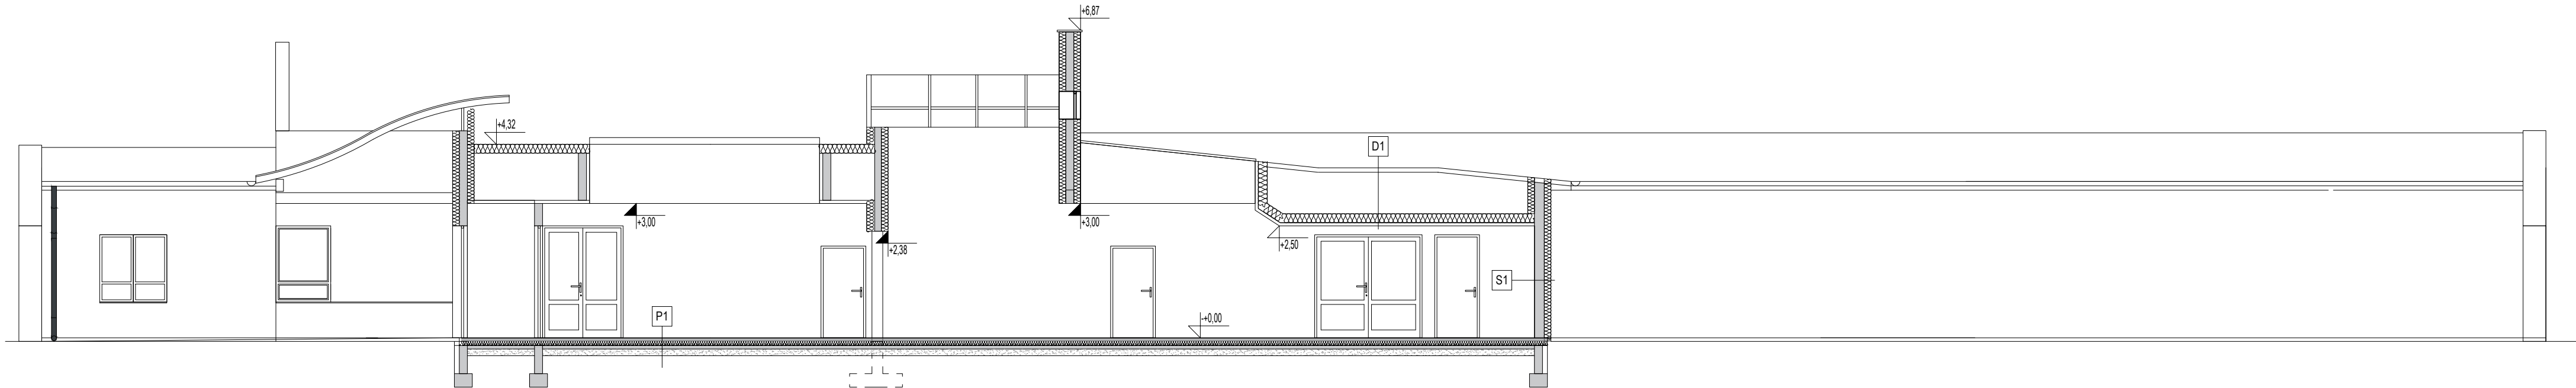 +6,87
+4,32
D1
+3,00
+3,00
+2,38
+2,50
S1
P1
-+0,00